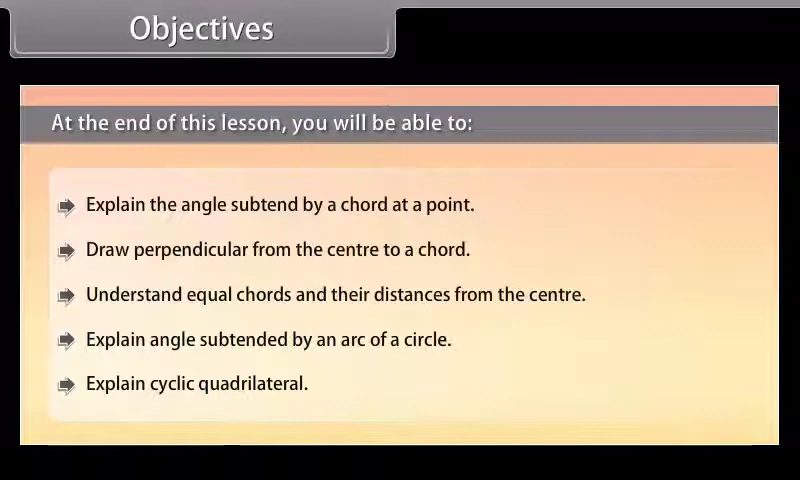 Objectives
At the end of this lesson, you will be able to:
Explain the angle subtend by a chord at a point.
Draw perpendicular from the centre to a chord.
Understand equal chords and their distances from the centre.
Explain angle subtended by an arc of a circle.
Explain cyclic quadrilateral.